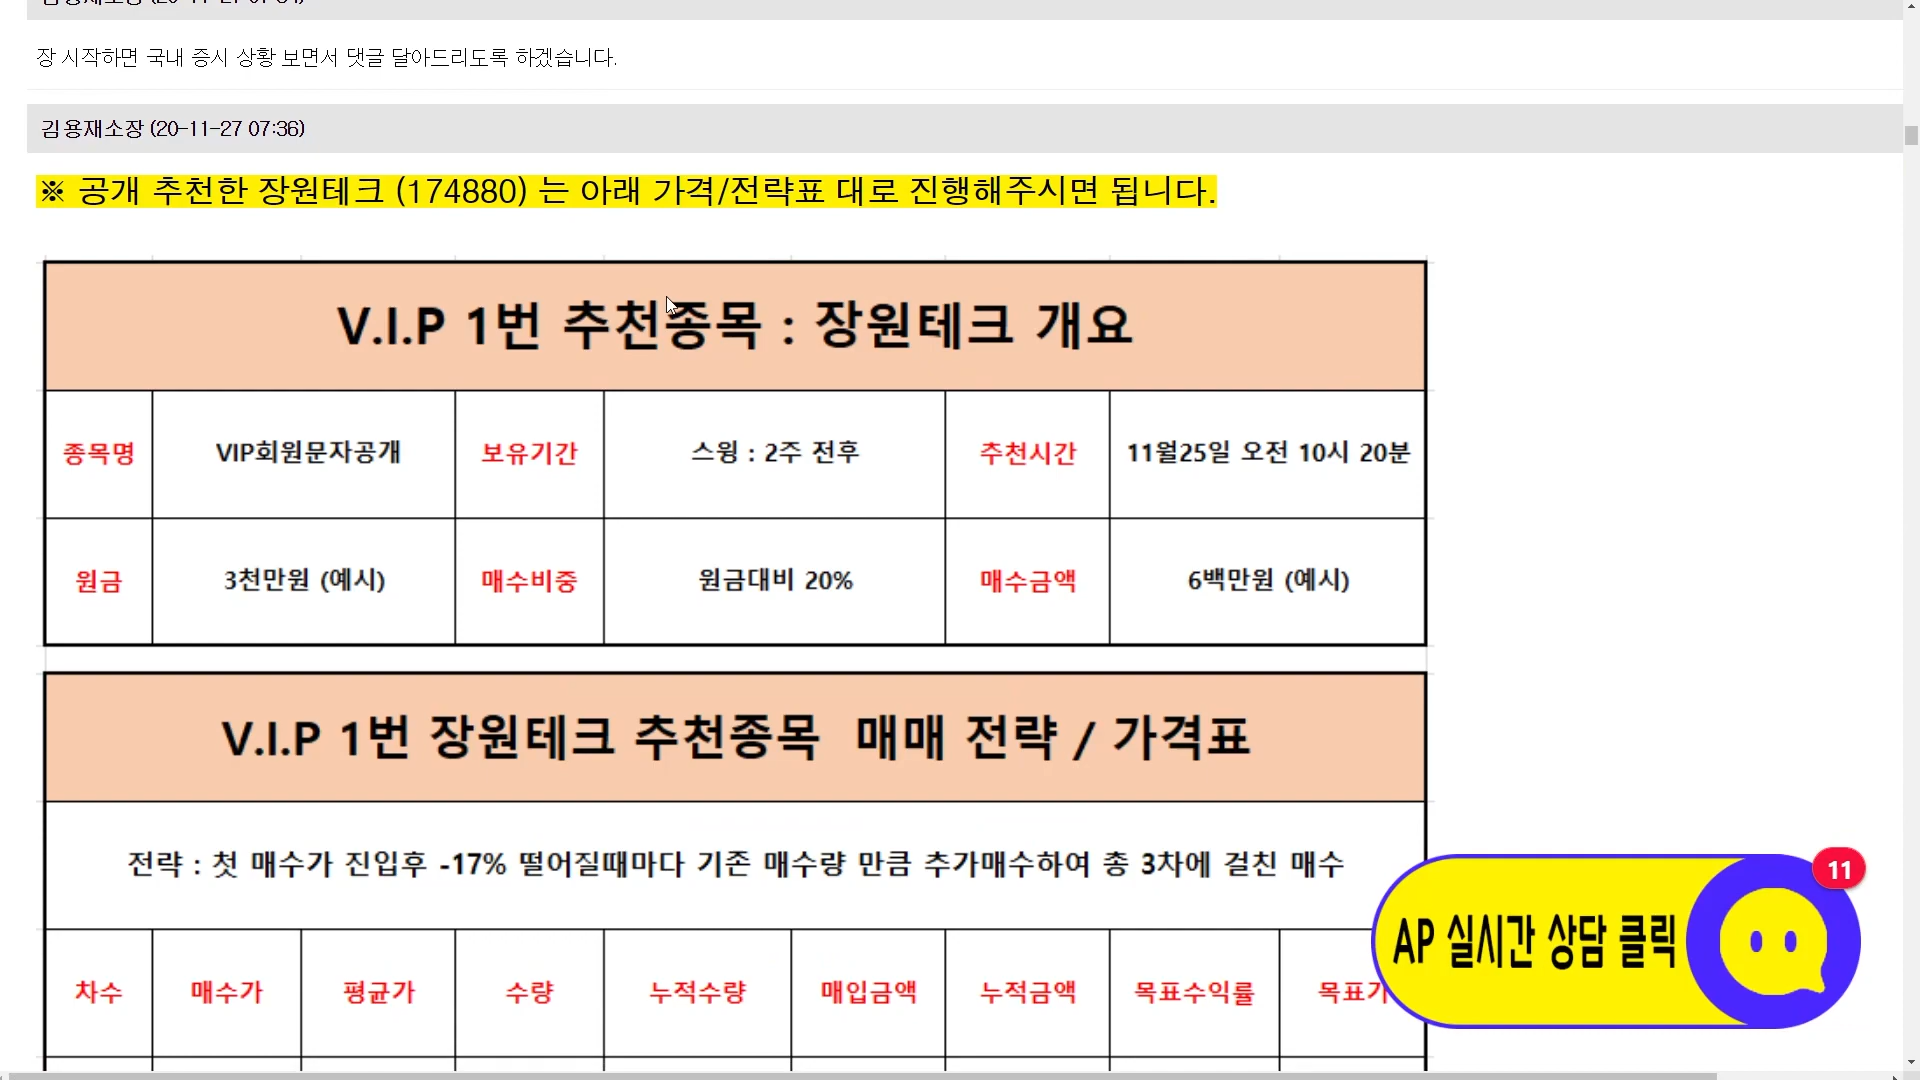 장 시작하면 국내 증시 상황 보면서 댓글 달아드리도록 하겠습니다.
김용재소장 (20-11-27 07:36)
※ 공개 추천한 장원테크 (174880) 는 아래 가격/전략표 대로 진행해주시면 됩니다.
V.I.P 1번 추천종목 : 장원테크 개요
종목명 VIP회원문자공개 보유기간 스윙 : 2주 전후 추천시간 11월25일 오전 10시 20분
원금 3천만원 (예시) 매수비중 원금대비 20% 매수금액 6백만원 (예시)
V.I.P 1번 장원테크 추천종목 매매 전략 / 가격표
전략 : 첫 매수가 진입후 -17% 떨어질때마다 기존 매수량 만큼 추가매수하여 총 3차에 걸친 매수
차수 매수가 평균가 수량 누적수량 매입금액 누적금액 목표수익률
11
AP 실시간 상담 클릭